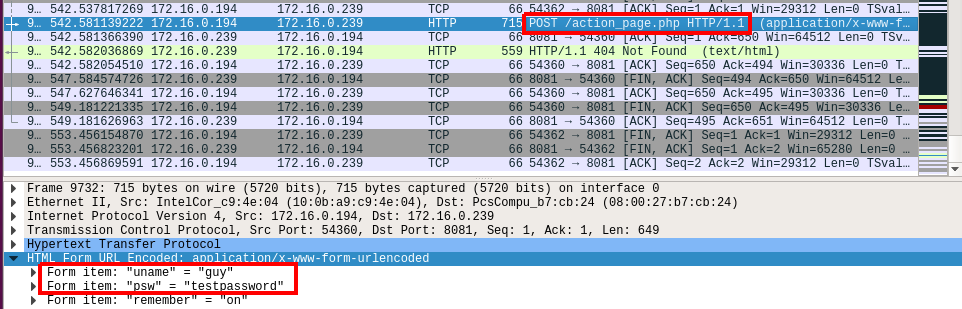 9… 542.537817269 172.16.0.194 172.16.0.239 TCP 66 54362 → 8081 [ACK] Seq=1 Ack=1 Win=29312 Len=0 TSval…
9… 542.581139222 172.16.0.194 172.16.0.239 HTTP 715 POST /action_page.php HTTP/1.1 (application/x-www-f…
9… 542.581366390 172.16.0.239 172.16.0.194 TCP 66 8081 → 54360 [ACK] Seq=1 Ack=650 Win=64512 Len=0 TSv…
9… 542.582036869 172.16.0.239 172.16.0.194 HTTP 559 HTTP/1.1 404 Not Found (text/html)
9… 542.582054510 172.16.0.194 172.16.0.239 TCP 66 54360 → 8081 [ACK] Seq=650 Ack=494 Win=30336 Len=0 T…
9… 547.584574726 172.16.0.239 172.16.0.194 TCP 66 8081 → 54360 [FIN, ACK] Seq=494 Ack=650 Win=64512 Le…
9… 547.627646341 172.16.0.194 172.16.0.239 TCP 66 54360 → 8081 [ACK] Seq=650 Ack=495 Win=30336 Len=0 T…
9… 549.181221335 172.16.0.194 172.16.0.239 TCP 66 54360 → 8081 [FIN, ACK] Seq=650 Ack=495 Win=30336 Le…
9… 549.181626963 172.16.0.239 172.16.0.194 TCP 66 8081 → 54360 [ACK] Seq=495 Ack=651 Win=64512 Len=0 T…
9… 553.456154870 172.16.0.194 172.16.0.239 TCP 66 54362 → 8081 [FIN, ACK] Seq=1 Ack=1 Win=29312 Len=0 …
9… 553.456823201 172.16.0.239 172.16.0.194 TCP 66 8081 → 54362 [FIN, ACK] Seq=1 Ack=2 Win=65280 Len=0 …
9… 553.456869591 172.16.0.194 172.16.0.239 TCP 66 54362 → 8081 [ACK] Seq=2 Ack=2 Win=29312 Len=0 TSval…
Frame 9732: 715 bytes on wire (5720 bits), 715 bytes captured (5720 bits) on interface 0
Ethernet II, Src: IntelCor_c9:4e:04 (10:0b:a9:c9:4e:04), Dst: PcsCompu_b7:cb:24 (08:00:27:b7:cb:24)
Internet Protocol Version 4, Src: 172.16.0.194, Dst: 172.16.0.239
Transmission Control Protocol, Src Port: 54360, Dst Port: 8081, Seq: 1, Ack: 1, Len: 649
Hypertext Transfer Protocol
HTML Form URL Encoded: application/x-www-form-urlencoded
Form item: "uname" = "guy"
Form item: "psw" = "testpassword"
Form item: "remember" = "on"